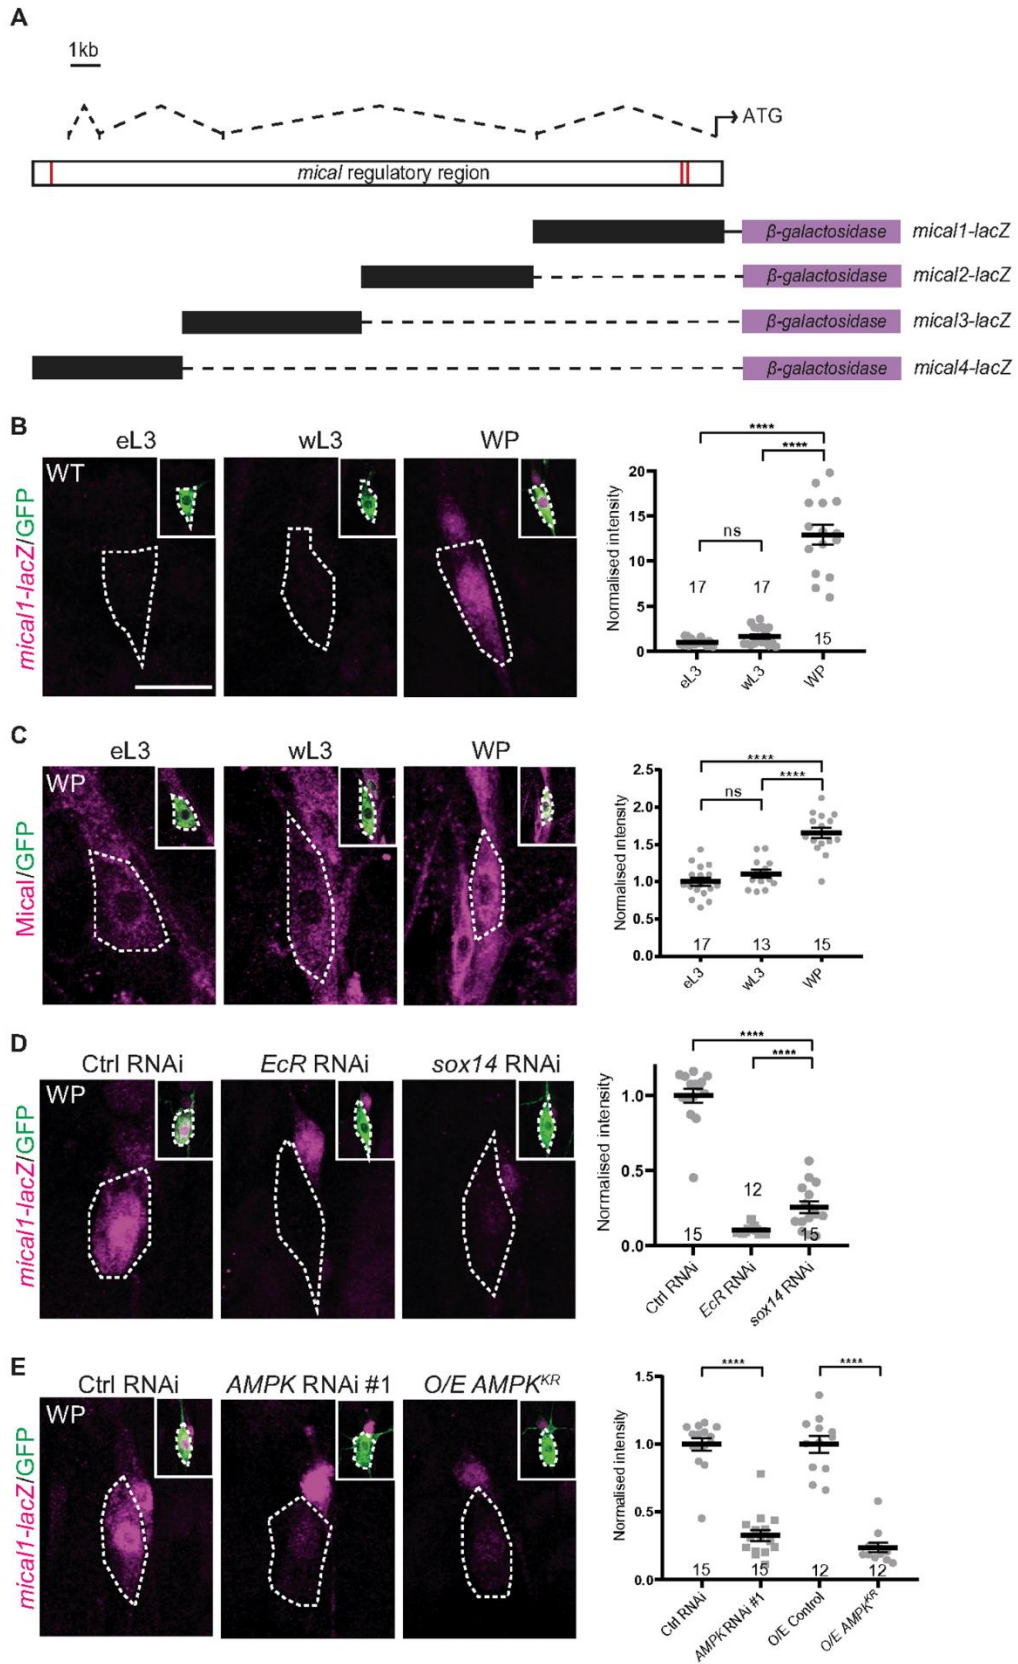 A
1kb
ATG
mical regulatory region
β-galactosidase mical1-lacZ
β-galactosidase mical2-lacZ
β-galactosidase mical3-lacZ
β-galactosidase mical4-lacZ
B
eL3 wL3 WP
WT
mical1-lacZ/GFP
Normalised intensity
20
15
10
5
0
**** 
****
ns
17 17 15
eL3 wL3 WP
C
eL3 wL3 WP
WP
Mical/GFP
Normalised intensity
2.5
2.0
1.5
1.0
0.5
0.0
****
****
ns
17 13 15
eL3 wL3 WP
D
Ctrl RNAi EcR RNAi sox14 RNAi
WP
mical1-lacZ/GFP
Normalised intensity
1.0
0.5
0.0
****
****
15 12 15
Ctrl RNAi EcR RNAi sox14 RNAi
E
Ctrl RNAi AMPK RNAi #1 O/E AMPKᴷᴿ
WP
mical1-lacZ/GFP
Normalised intensity
1.5
1.0
0.5
0.0
**** ****
15 15 12 12
Ctrl RNAi AMPK RNAi #1 O/E Control O/E AMPKᴷᴿ